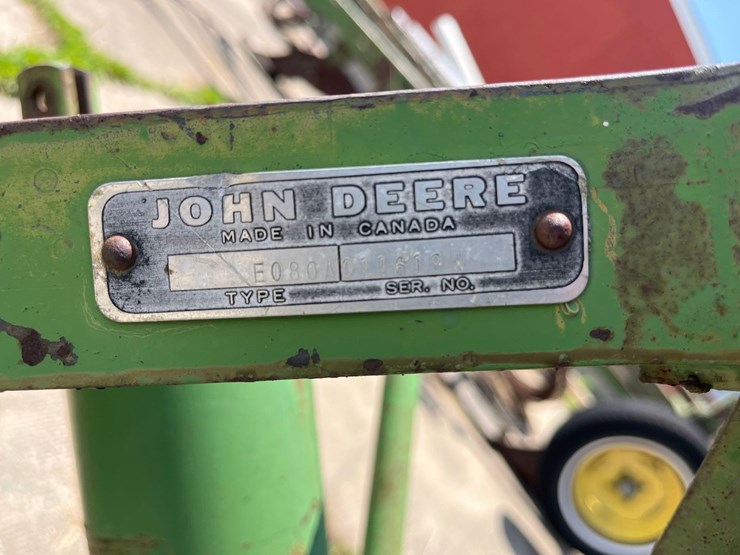 JOHN DEERE
MADE IN CANADA
TYPE SER. NO.